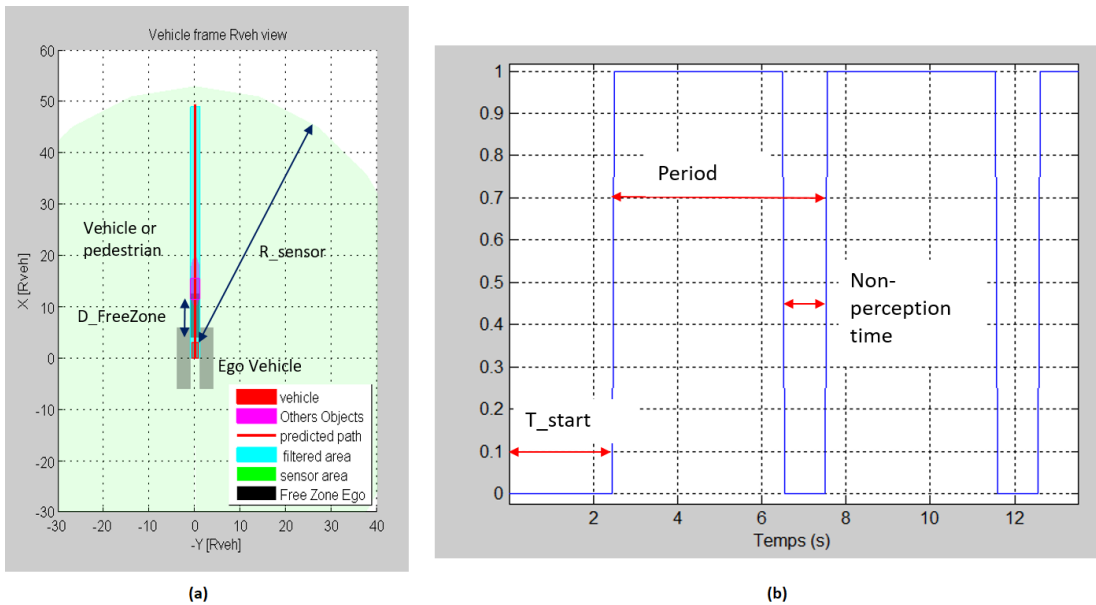 Vehicle frame Rveh view
60
50
40
30
20
10
0
-10
-20
-30
X [Rveh]
Vehicle or
pedestrian
R_sensor
D_FreeZone
Ego Vehicle
vehicle
Others Objects
predicted path
filtered area
sensor area
Free Zone Ego
-30 -20 -10 0 10 20 30 40
-Y [Rveh]
(a)
1
0.9
0.8
0.7
0.6
0.5
0.4
0.3
0.2
0.1
0
Period
Non-
perception
time
T_start
2 4 6 8 10 12
Temps (s)
(b)